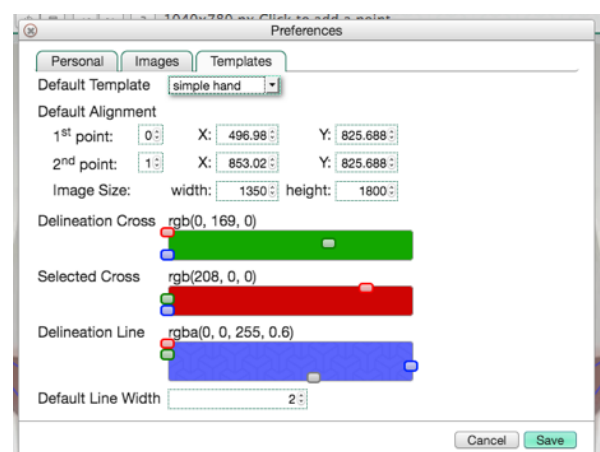 1040x780 px Click to add a point
Preferences
Personal Images Templates
Default Template simple hand
Default Alignment
1st point: 0 X: 496.98 Y: 825.688
2nd point: 1 X: 853.02 Y: 825.688
Image Size: width: 1350 height: 1800
Delineation Cross rgb(0, 169, 0)
Selected Cross rgb(208, 0, 0)
Delineation Line rgba(0, 0, 255, 0.6)
Default Line Width 2
Cancel Save